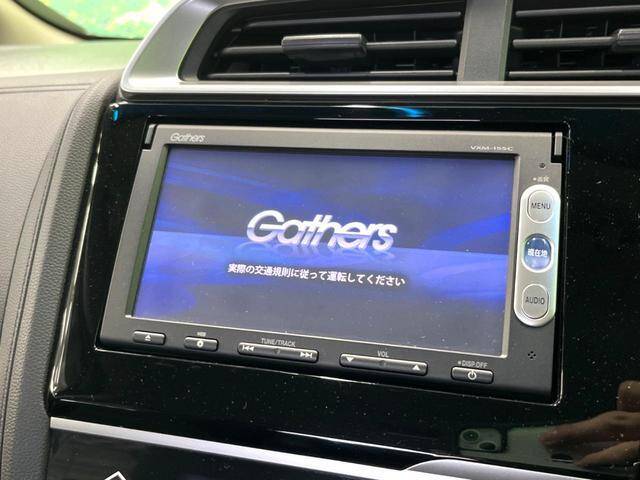 Gathers
VXM-155C
Gathers
実際の交通規則に従って運転してください
MENU
現在地
AUDIO
TUNE/TRACK
VOL
DISP.OFF